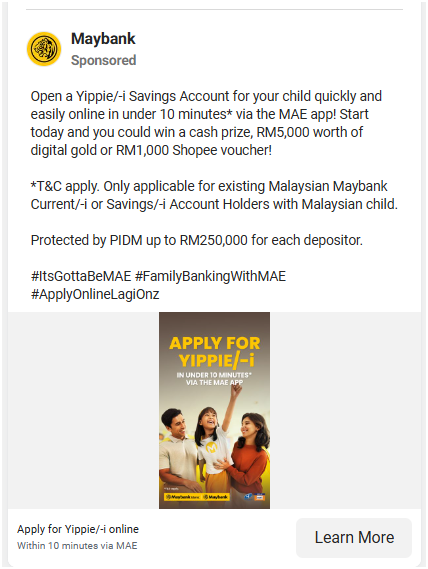 Maybank
Sponsored
Open a Yippie/-i Savings Account for your child quickly and
easily online in under 10 minutes* via the MAE app! Start
today and you could win a cash prize, RM5,000 worth of
digital gold or RM1,000 Shopee voucher!
*T&C apply. Only applicable for existing Malaysian Maybank
Current/-i or Savings/-i Account Holders with Malaysian child.
Protected by PIDM up to RM250,000 for each depositor.
#ItsGottaBeMAE #FamilyBankingWithMAE
#ApplyOnlineLagiOnz
APPLY FOR
YIPPIE/-i
IN UNDER 10 MINUTES*
VIA THE MAE APP
Maybank Maybank
Apply for Yippie/-i online
Within 10 minutes via MAE
Learn More